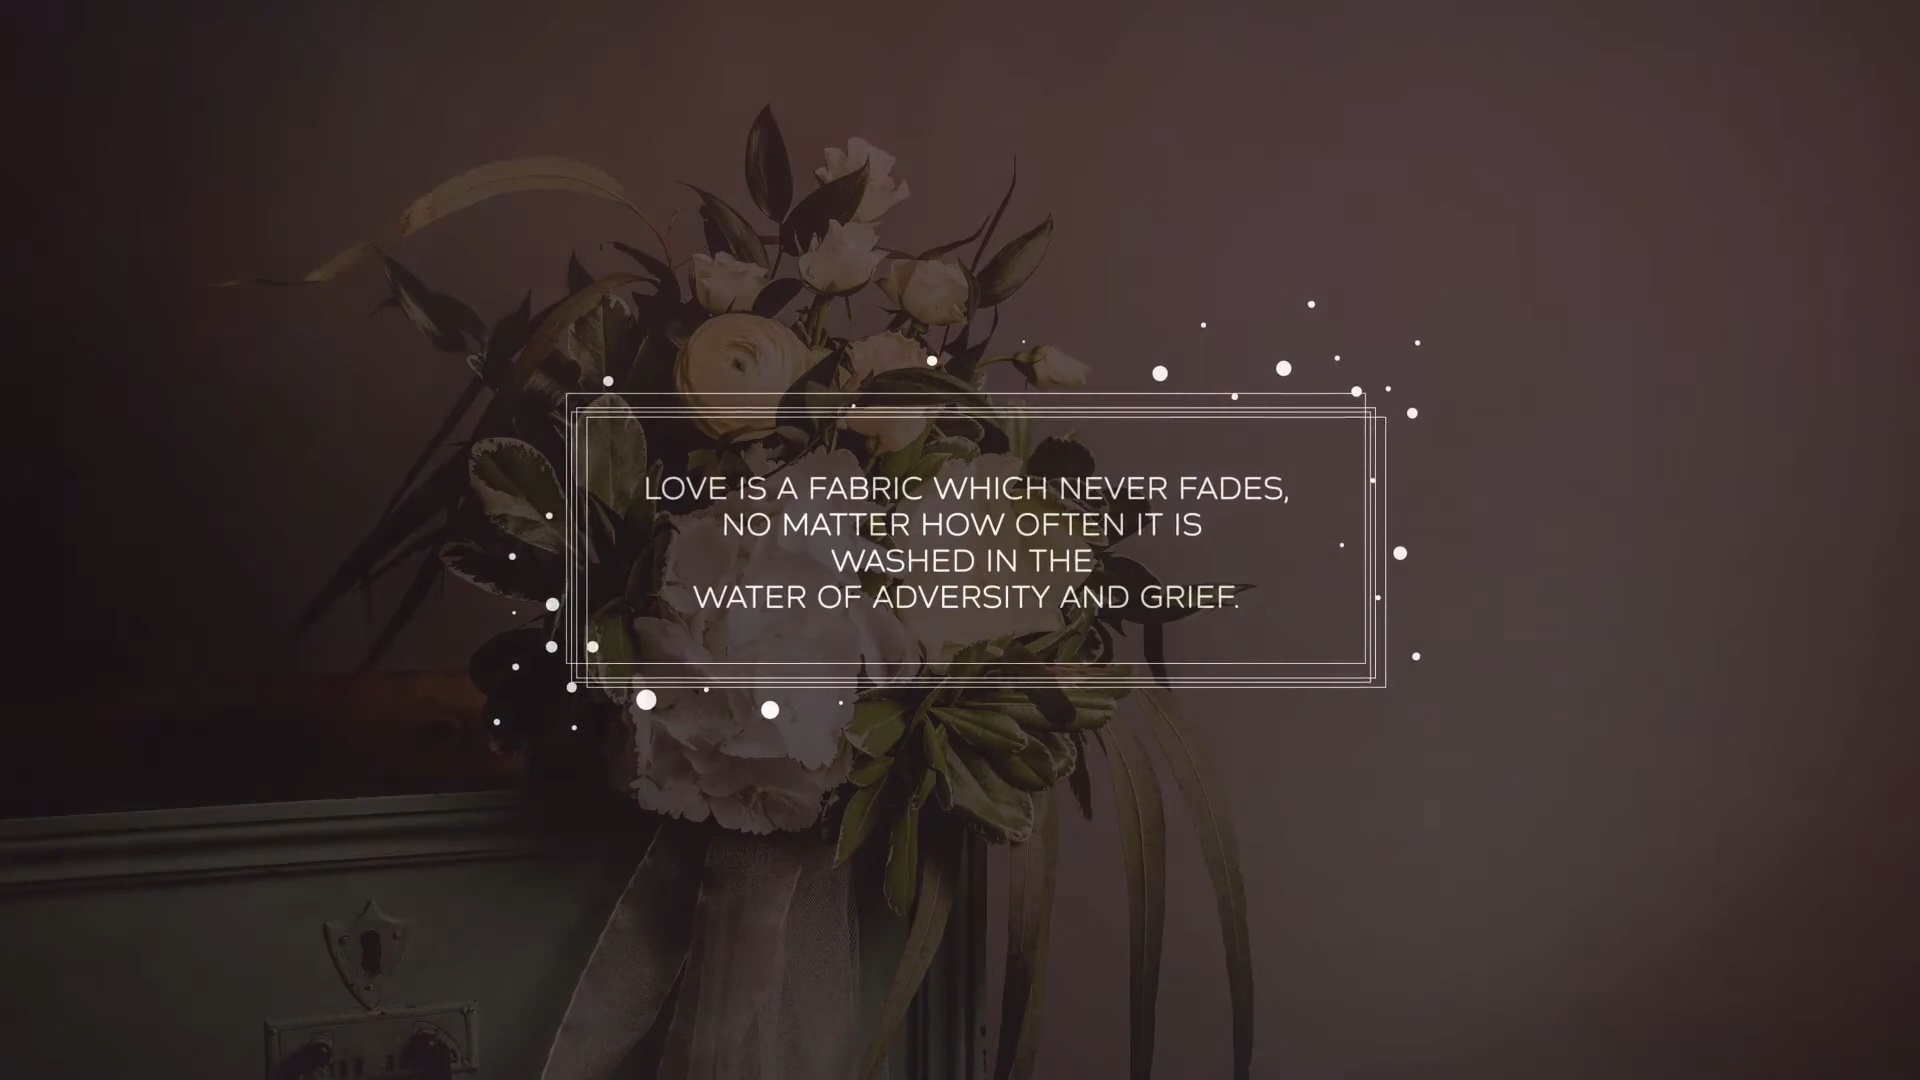 LOVE IS A FABRIC WHICH NEVER FADES,
NO MATTER HOW OFTEN IT IS
WASHED IN THE
WATER OF ADVERSITY AND GRIEF.